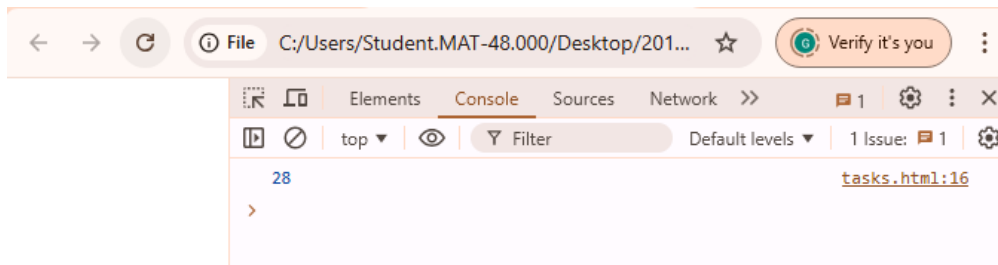 File C:/Users/Student.MAT-48.000/Desktop/201... Verify it's you
Elements Console Sources Network 1
top Filter Default levels 1 Issue: 1
28 tasks.html:16